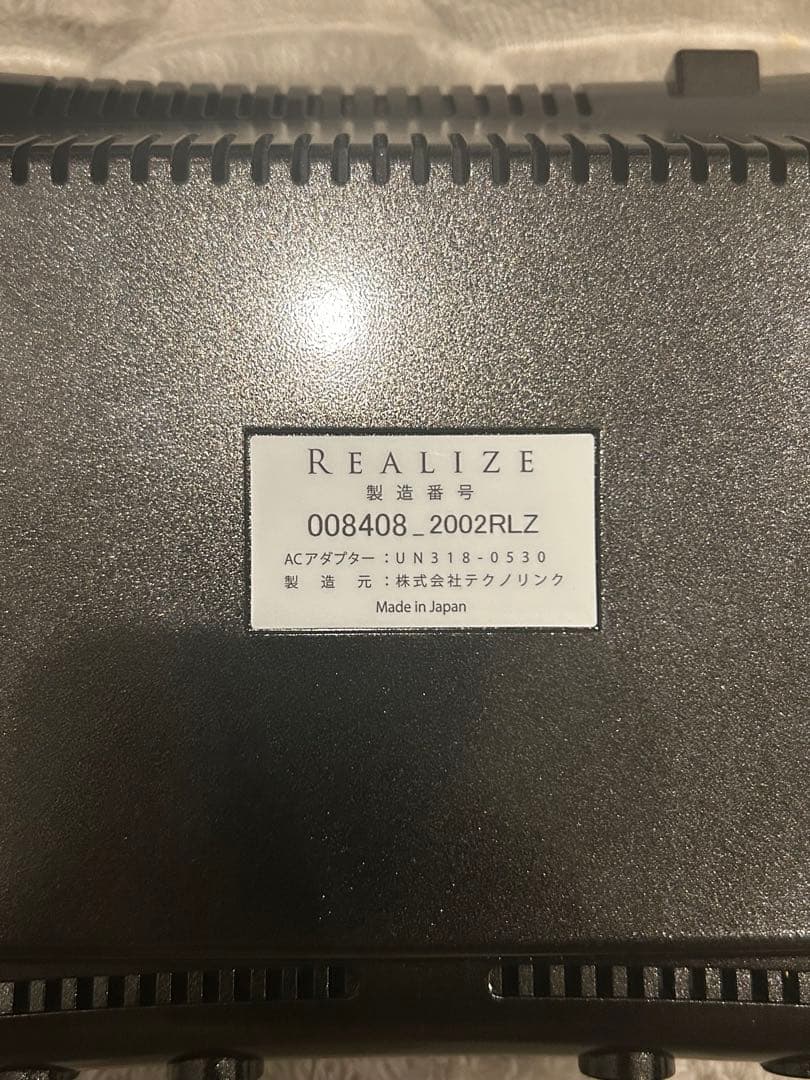 REALIZE
製造番号
008408_2002RLZ
ACアダプター：UN318-0530
製造元：株式会社テクノリンク
Made in Japan